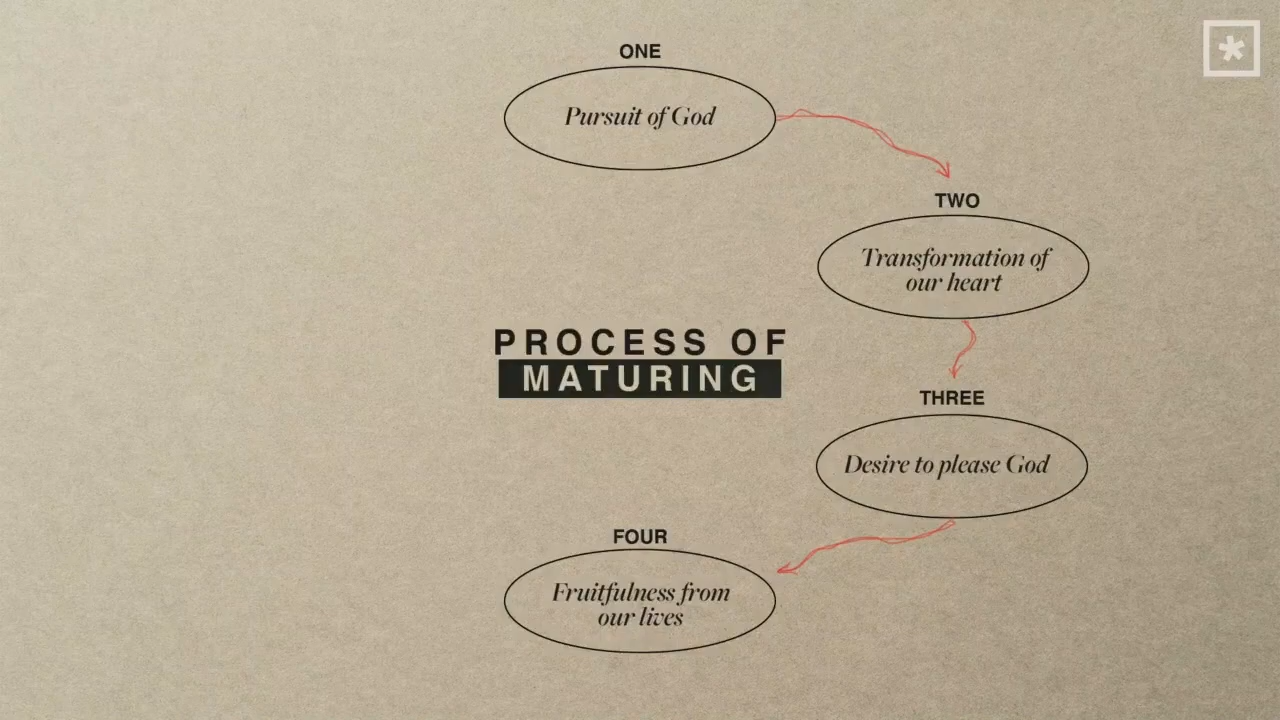 ONE
Pursuit of God
TWO
Transformation of
our heart
PROCESS OF
MATURING
THREE
Desire to please God
FOUR
Fruitfulness from
our lives